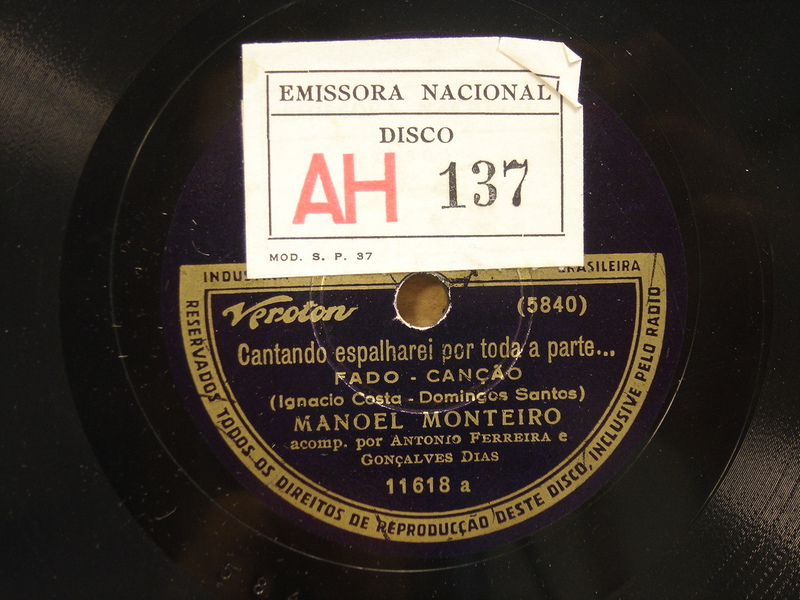 EMISSORA NACIONAL
DISCO
AH 137
MOD. S. P. 37
BRASILEIRA
Veroton
(5840)
Cantando espalharei por toda a parte...
FADO - CANÇÃO
(Ignacio Costa - Domingos Santos)
MANOEL MONTEIRO
acomp. por ANTONIO FERREIRA e
GONÇALVES DIAS
11618 a
RESERVADOS TODOS OS DIREITOS DE REPRODUCÇÃO DESTE DISCO, INCLUSIVE PELO RADIO